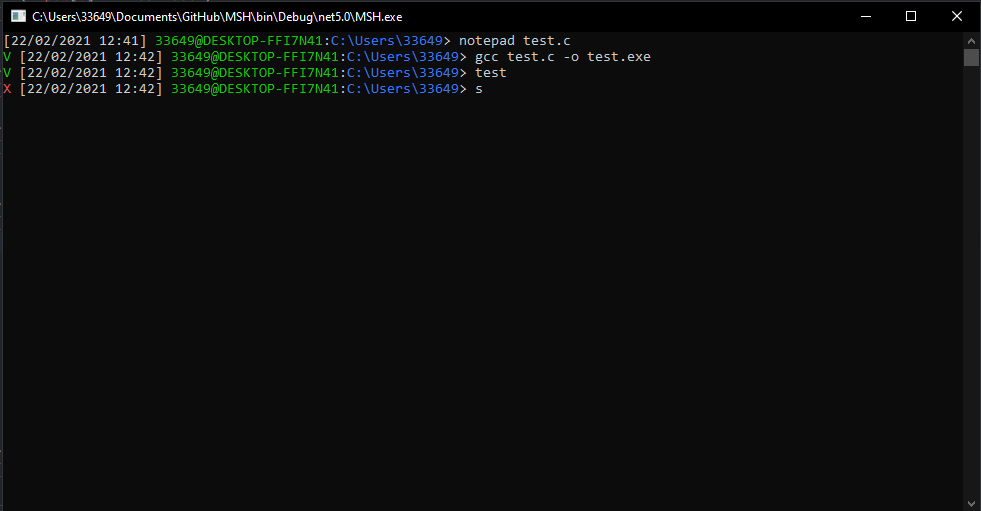 C:\Users\33649\Documents\GitHub\MSH\bin\Debug\net5.0\MSH.exe
[22/02/2021 12:41] 33649@DESKTOP-FFI7N41:C:\Users\33649> notepad test.c
V [22/02/2021 12:42] 33649@DESKTOP-FFI7N41:C:\Users\33649> gcc test.c -o test.exe
V [22/02/2021 12:42] 33649@DESKTOP-FFI7N41:C:\Users\33649> test
X [22/02/2021 12:42] 33649@DESKTOP-FFI7N41:C:\Users\33649> s